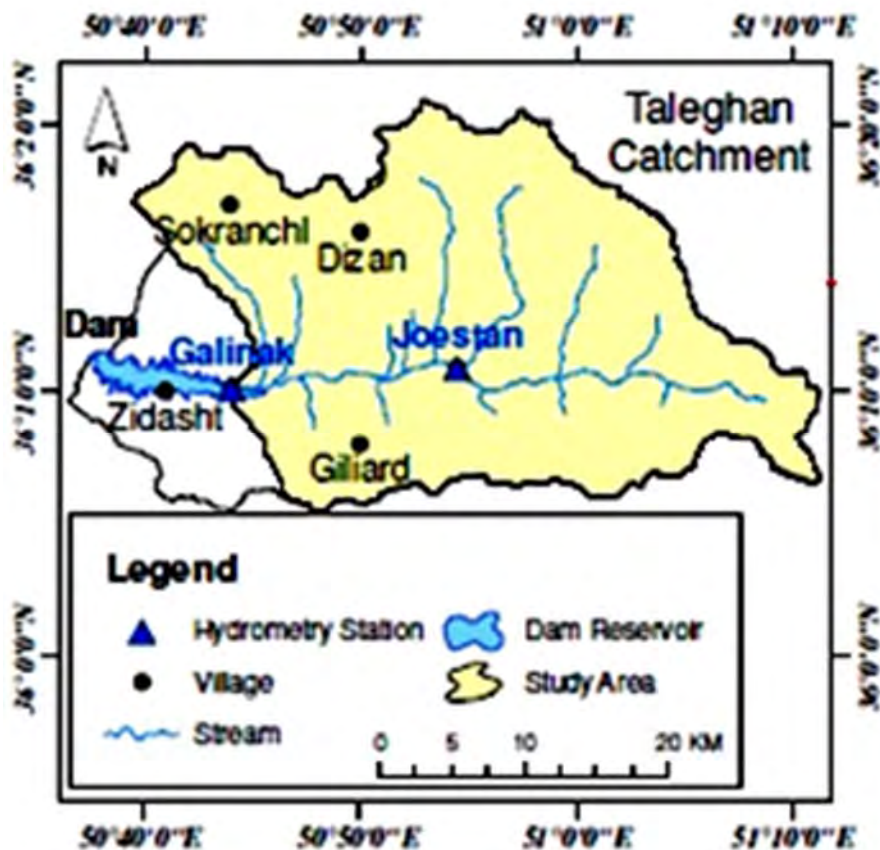 50°40'0"E 50°50'0"E 51°0'0"E 51°10'0"E
36°20'0"N 36°20'0"N
Taleghan
Catchment
N
Sokranchl
Dizan
Dam
Galinak
Joestan
36°10'0"N 36°10'0"N
Zidasht
Gilliard
Legend
Hydrometry Station Dam Reservoir
Village Study Area
Stream
0 5 10 20 KM
36°0'0"N 36°0'0"N
50°40'0"E 50°50'0"E 51°0'0"E 51°10'0"E